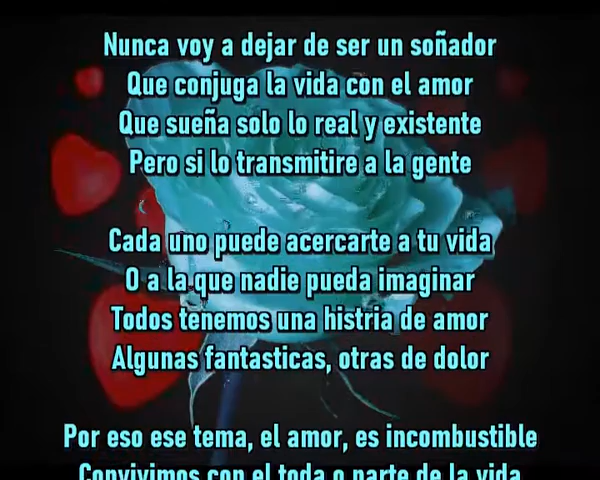 Nunca voy a dejar de ser un soñador
Que conjuga la vida con el amor
Que sueña solo lo real y existente
Pero si lo transmitire a la gente
Cada uno puede acercarte a tu vida
O a la que nadie pueda imaginar
Todos tenemos una histria de amor
Algunas fantasticas, otras de dolor
Por eso ese tema, el amor, es incombustible
Convivimos con el toda o parte de la vida